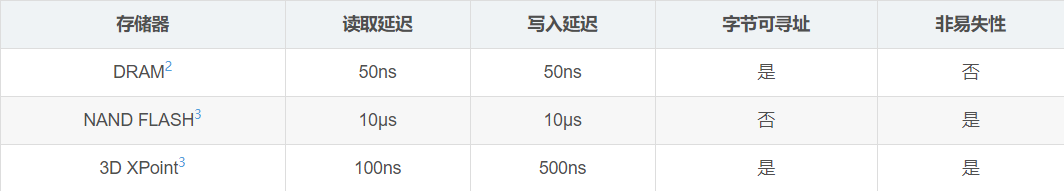 存储器 读取延迟 写入延迟 字节可寻址 非易失性
DRAM2 50ns 50ns 是 否
NAND FLASH3 10μs 10μs 否 是
3D XPoint3 100ns 500ns 是 是